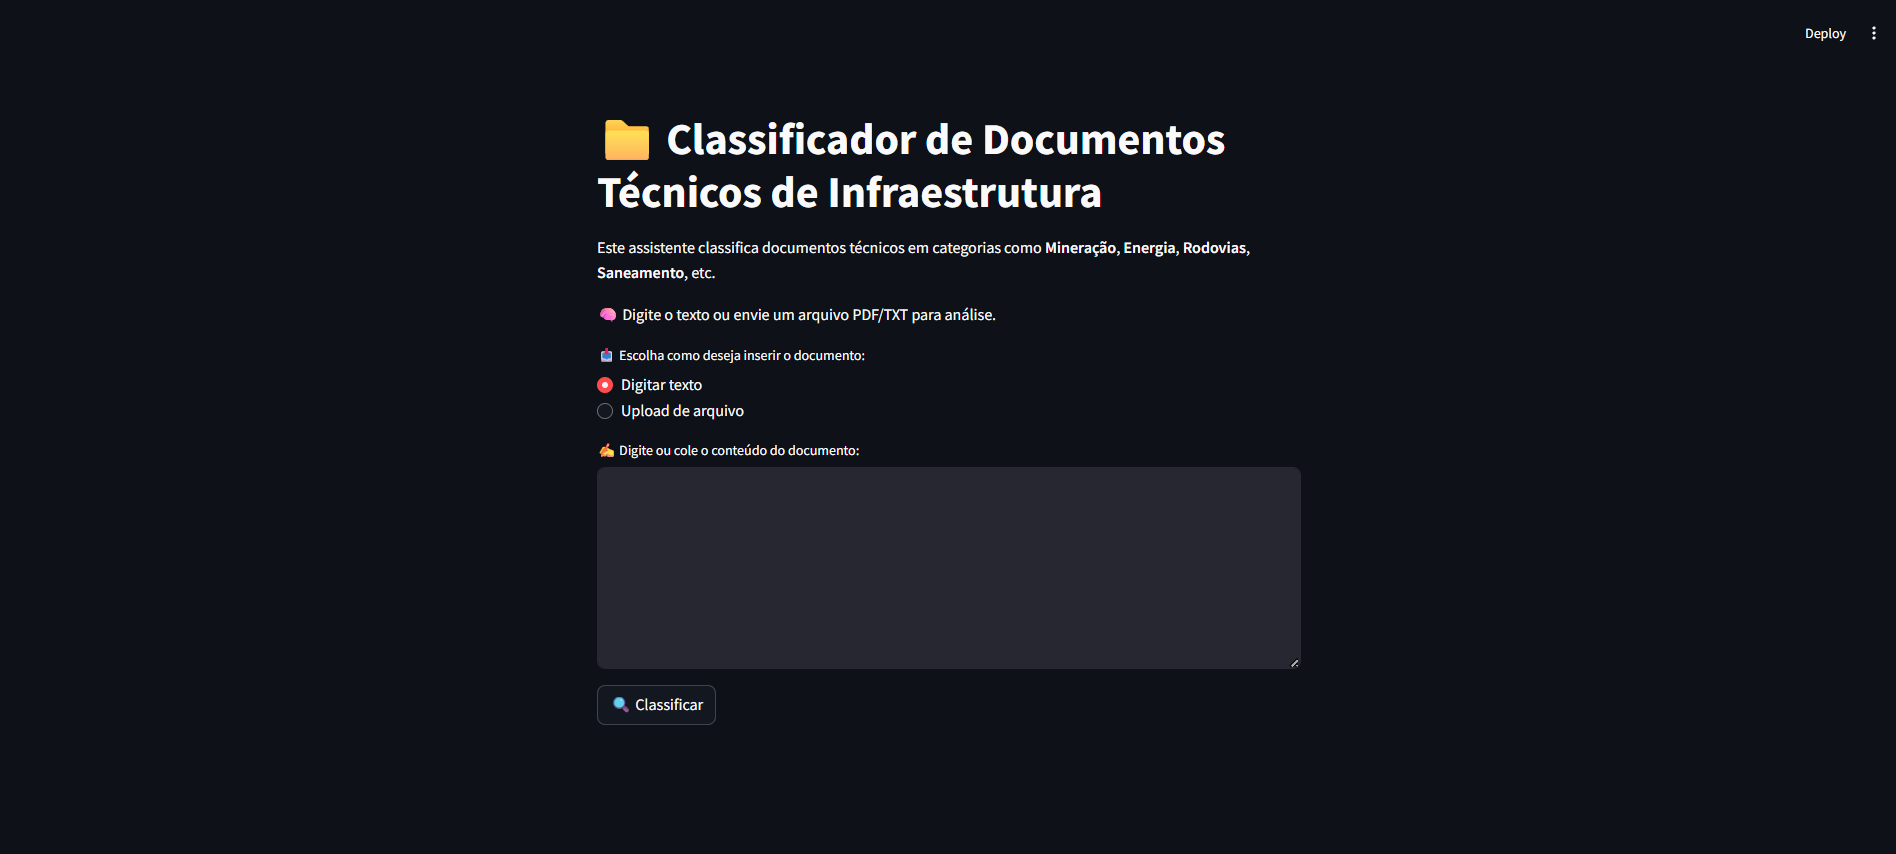 Deploy
Classificador de Documentos
Técnicos de Infraestrutura
Este assistente classifica documentos técnicos em categorias como Mineração, Energia, Rodovias,
Saneamento, etc.
Digite o texto ou envie um arquivo PDF/TXT para análise.
Escolha como deseja inserir o documento:
Digitar texto
Upload de arquivo
Digite ou cole o conteúdo do documento:
Classificar